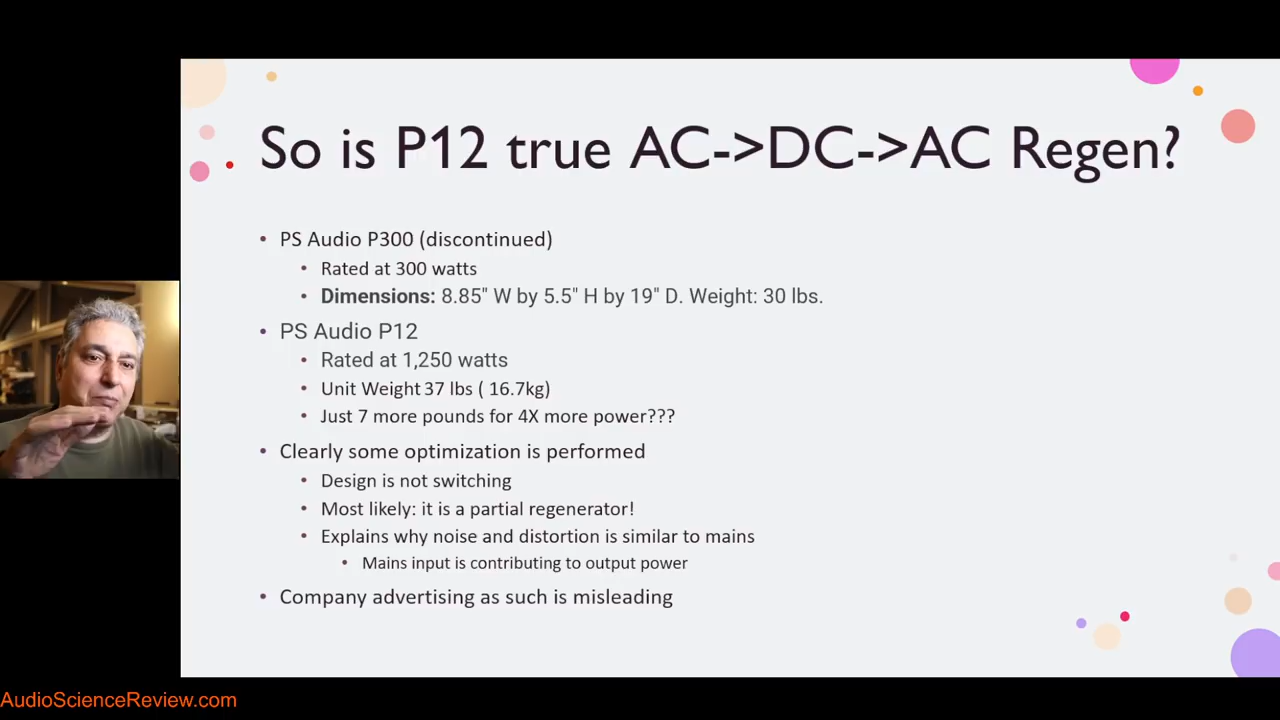 So is P12 true AC->DC->AC Regen?
• PS Audio P300 (discontinued)
• Rated at 300 watts
• Dimensions: 8.85" W by 5.5" H by 19" D. Weight: 30 lbs.
• PS Audio P12
• Rated at 1,250 watts
• Unit Weight 37 lbs ( 16.7kg)
• Just 7 more pounds for 4X more power???
• Clearly some optimization is performed
• Design is not switching
• Most likely: it is a partial regenerator!
• Explains why noise and distortion is similar to mains
• Mains input is contributing to output power
• Company advertising as such is misleading
AudioScienceReview.com